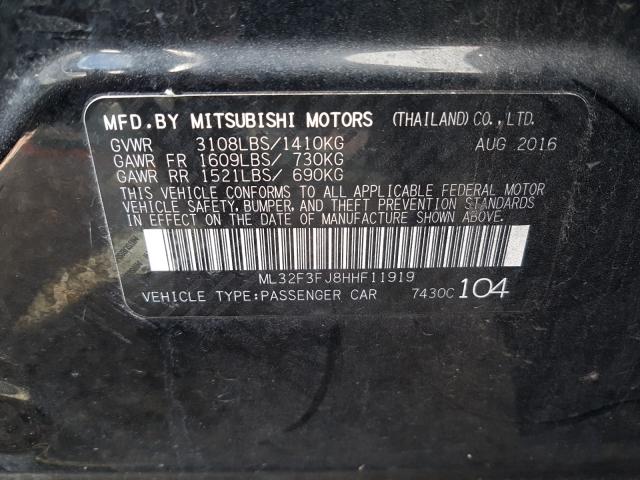 MFD.BY MITSUBISHI MOTORS (THAILAND) CO.,LTD.
GVWR 3108LBS/1410KG AUG 2016
GAWR FR 1609LBS/ 730KG
GAWR RR 1521LBS/ 690KG
THIS VEHICLE CONFORMS TO ALL APPLICABLE FEDERAL MOTOR
VEHICLE SAFETY, BUMPER, AND THEFT PREVENTION STANDARDS
IN EFFECT ON THE DATE OF MANUFACTURE SHOWN ABOVE.
ML32F3FJ8HHF11919
VEHICLE TYPE:PASSENGER CAR 7430C 104